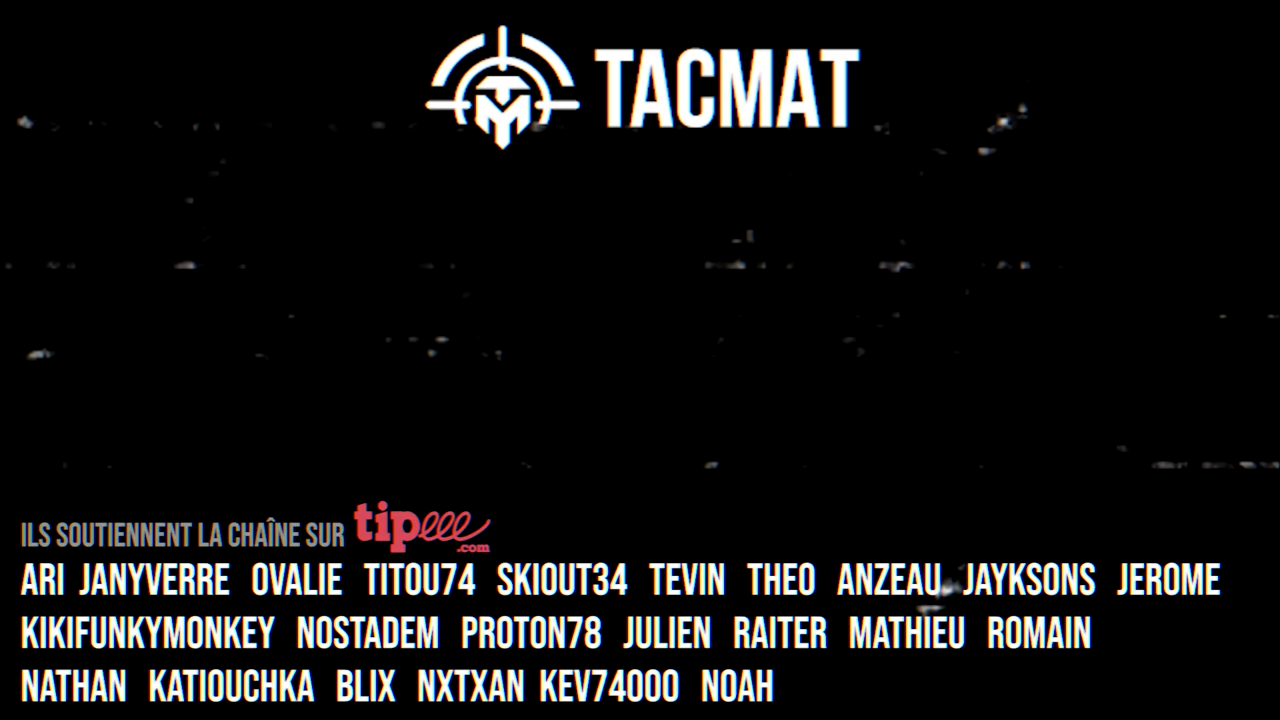 TACMAT
ILS SOUTIENNENT LA CHAÎNE SUR tipeee.com
ARI JANYVERRE OVALIE TITOU74 SKIOUT34 TEVIN THEO ANZEAU JAYKSONS JEROME
KIKIFUNKYMONKEY NOSTADEM PROTON78 JULIEN RAITER MATHIEU ROMAIN
NATHAN KATIOUCHKA BLIX NXTXAN KEV74000 NOAH